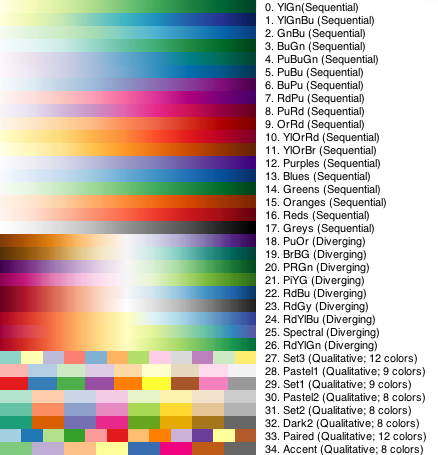 0. YlGn(Sequential)
1. YlGnBu (Sequential)
2. GnBu (Sequential)
3. BuGn (Sequential)
4. PuBuGn (Sequential)
5. PuBu (Sequential)
6. BuPu (Sequential)
7. RdPu (Sequential)
8. PuRd (Sequential)
9. OrRd (Sequential)
10. YlOrRd (Sequential)
11. YlOrBr (Sequential)
12. Purples (Sequential)
13. Blues (Sequential)
14. Greens (Sequential)
15. Oranges (Sequential)
16. Reds (Sequential)
17. Greys (Sequential)
18. PuOr (Diverging)
19. BrBG (Diverging)
20. PRGn (Diverging)
21. PiYG (Diverging)
22. RdBu (Diverging)
23. RdGy (Diverging)
24. RdYlBu (Diverging)
25. Spectral (Diverging)
26. RdYlGn (Diverging)
27. Set3 (Qualitative; 12 colors)
28. Pastel1 (Qualitative; 9 colors)
29. Set1 (Qualitative; 9 colors)
30. Pastel2 (Qualitative; 8 colors)
31. Set2 (Qualitative; 8 colors)
32. Dark2 (Qualitative; 8 colors)
33. Paired (Qualitative; 12 colors)
34. Accent (Qualitative; 8 colors)